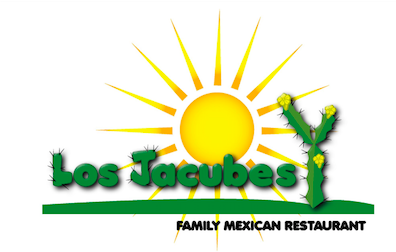 Los Jacubes
FAMILY MEXICAN RESTAURANT